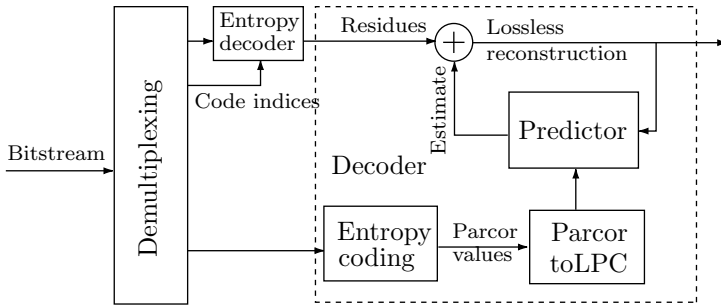 Entropy
decoder
Residues
Lossless
reconstruction
Code indices
Estimate
Predictor
Bitstream
Demultiplexing
Decoder
Entropy
coding
Parcor
values
Parcor
toLPC